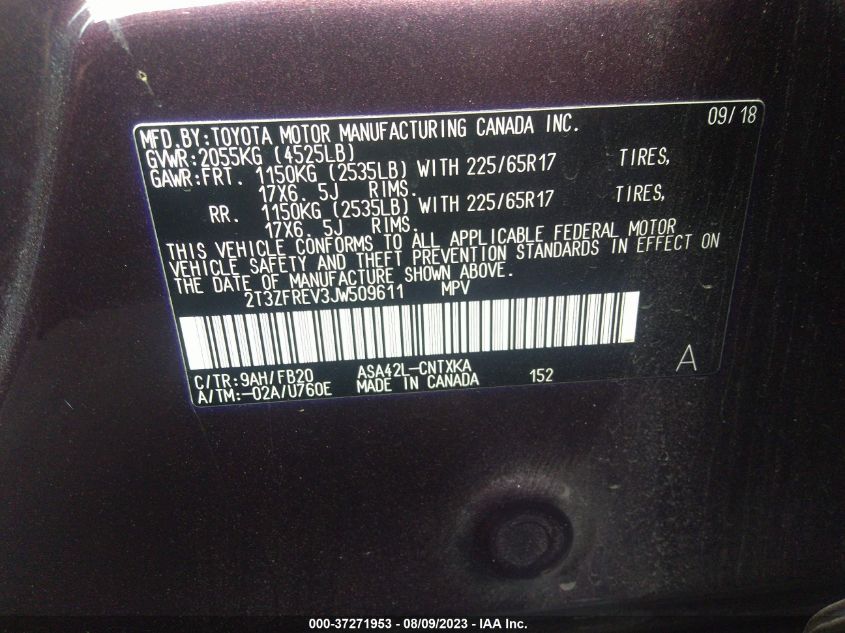 09/18
MFD.BY:TOYOTA MOTOR MANUFACTURING CANADA INC.
GVWR:2055KG (4525LB)
GAWR:FRT. 1150KG (2535LB) WITH 225/65R17 TIRES,
17X6. 5J RIMS.
RR. 1150KG (2535LB) WITH 225/65R17 TIRES,
17X6. 5J RIMS.
THIS VEHICLE CONFORMS TO ALL APPLICABLE FEDERAL MOTOR
VEHICLE SAFETY AND THEFT PREVENTION STANDARDS IN EFFECT ON
THE DATE OF MANUFACTURE SHOWN ABOVE.
2T3ZFREV3JW509611 MPV
C/TR:9AH/FB20 ASA42L-CNTXKA 152 A
A/TM:-02A/U760E MADE IN CANADA
000-37271953 - 08/09/2023 - IAA Inc.